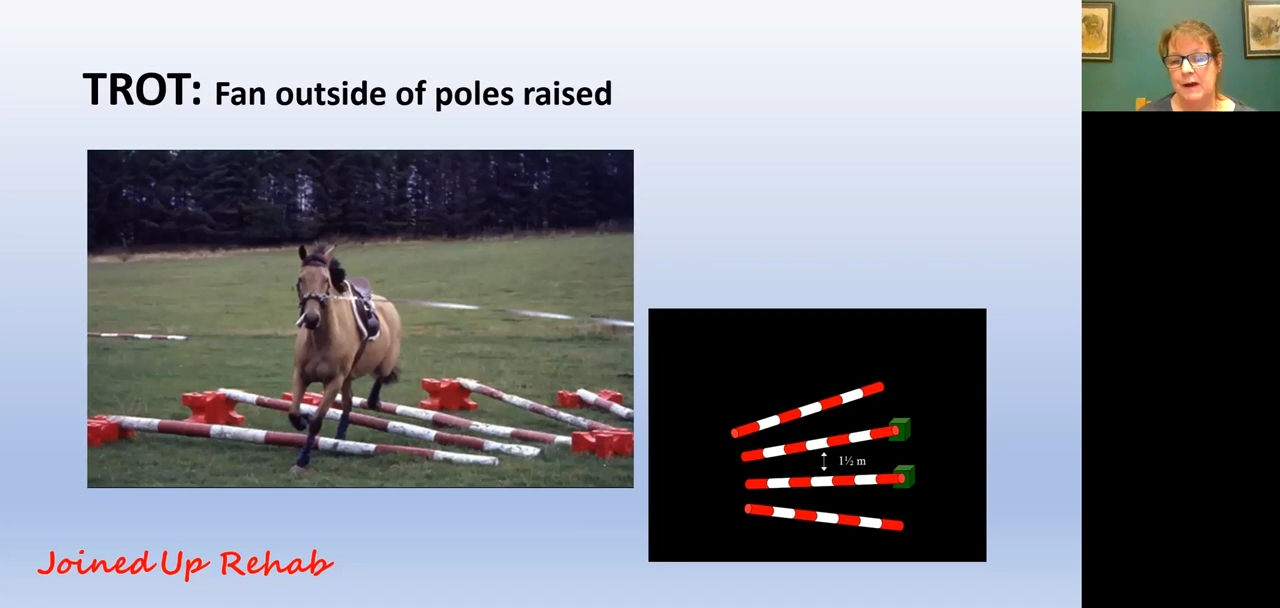 TROT: Fan outside of poles raised
1½ m
Joined Up Rehab